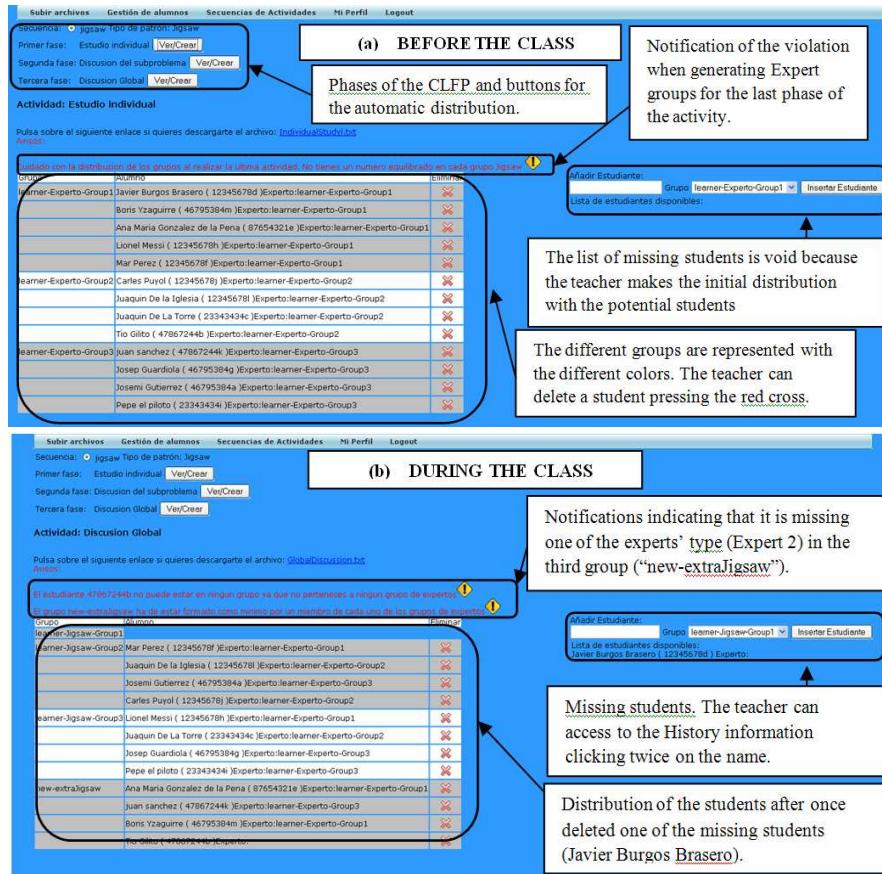 Subir archivos Gestión de alumnos Secuencias de Actividades Mi Perfil Logout
Secuencia: jigsaw Tipo de patrón: Jigsaw
Primer fase: Estudio individual Ver/Crear
Segunda fase: Discusion del subproblema Ver/Crear
Tercera fase: Discusion Global Ver/Crear
Actividad: Estudio individual
Pulsa sobre el siguiente enlace si quieres descargarte el archivo: IndividualStudyI.txt
Avisos:
Cuidado con la distribution de los grupos al realizar la ultima actividad. No tienes un numero equilibrado en cada grupo Jigsaw
Grupo Alumno Eliminar
learner-Experto-Group1 Javier Burgos Brasero ( 12345678d )Experto:learner-Experto-Group1
Boris Yzaguirre ( 46795384m )Experto:learner-Experto-Group1
Ana Maria Gonzalez de la Pena ( 87654321e )Experto:learner-Experto-Group1
Lionel Messi ( 12345678h )Experto:learner-Experto-Group1
Mar Perez ( 12345678f )Experto:learner-Experto-Group1
learner-Experto-Group2 Carles Puyol ( 12345678j )Experto:learner-Experto-Group2
Juaquin De la Iglesia ( 12345678l )Experto:learner-Experto-Group2
Juaquin De La Torre ( 23343434c )Experto:learner-Experto-Group2
Tio Gilito ( 47867244b )Experto:learner-Experto-Group2
learner-Experto-Group3 juan sanchez ( 47867244k )Experto:learner-Experto-Group3
Josep Guardiola ( 46795384g )Experto:learner-Experto-Group3
Josemi Gutierrez ( 46795384a )Experto:learner-Experto-Group3
Pepe el piloto ( 23343434i )Experto:learner-Experto-Group3
(a) BEFORE THE CLASS
Phases of the CLFP and buttons for
the automatic distribution.
Notification of the violation
when generating Expert
groups for the last phase of
the activity.
Añadir Estudiante:
Grupo learner-Experto-Group1 Insertar Estudiante
Lista de estudiantes disponibles:
The list of missing students is void because
the teacher makes the initial distribution
with the potential students
The different groups are represented with
the different colors. The teacher can
delete a student pressing the red cross.
Subir archivos Gestión de alumnos Secuencias de Actividades Mi Perfil Logout
Secuencia: jigsaw Tipo de patrón: Jigsaw
Primer fase: Estudio individual Ver/Crear
Segunda fase: Discusion del subproblema Ver/Crear
Tercera fase: Discusion Global Ver/Crear
Actividad: Discusion Global
Pulsa sobre el siguiente enlace si quieres descargarte el archivo: GlobalDiscussion.txt
Avisos:
El estudiante 47867244b no puede estar en ningun grupo ya que no perteneces a ningun grupo de expertos
El grupo new-extraJigsaw ha de estar formado como minimo por un miembro de cada uno de los grupos de expertos
Grupo Alumno Eliminar
learner-Jigsaw-Group1
learner-Jigsaw-Group2 Mar Perez ( 12345678f )Experto:learner-Experto-Group1
Juaquin De la Iglesia ( 12345678l )Experto:learner-Experto-Group2
Josemi Gutierrez ( 46795384a )Experto:learner-Experto-Group3
Carles Puyol ( 12345678j )Experto:learner-Experto-Group2
learner-Jigsaw-Group3 Lionel Messi ( 12345678h )Experto:learner-Experto-Group1
Juaquin De La Torre ( 23343434c )Experto:learner-Experto-Group2
Josep Guardiola ( 46795384g )Experto:learner-Experto-Group3
Pepe el piloto ( 23343434i )Experto:learner-Experto-Group3
new-extraJigsaw Ana Maria Gonzalez de la Pena ( 87654321e )Experto:learner-Experto-Group1
juan sanchez ( 47867244k )Experto:learner-Experto-Group3
Boris Yzaguirre ( 46795384m )Experto:learner-Experto-Group1
Tio Gilito ( 47867244b )Experto:
(b) DURING THE CLASS
Notifications indicating that it is missing
one of the experts' type (Expert 2) in the
third group ("new-extraJigsaw").
Añadir Estudiante:
Grupo learner-Jigsaw-Group1 Insertar Estudiante
Lista de estudiantes disponibles:
Javier Burgos Brasero ( 12345678d ) Experto:
Missing students. The teacher can
access to the History information
clicking twice on the name.
Distribution of the students after once
deleted one of the missing students
(Javier Burgos Brasero).